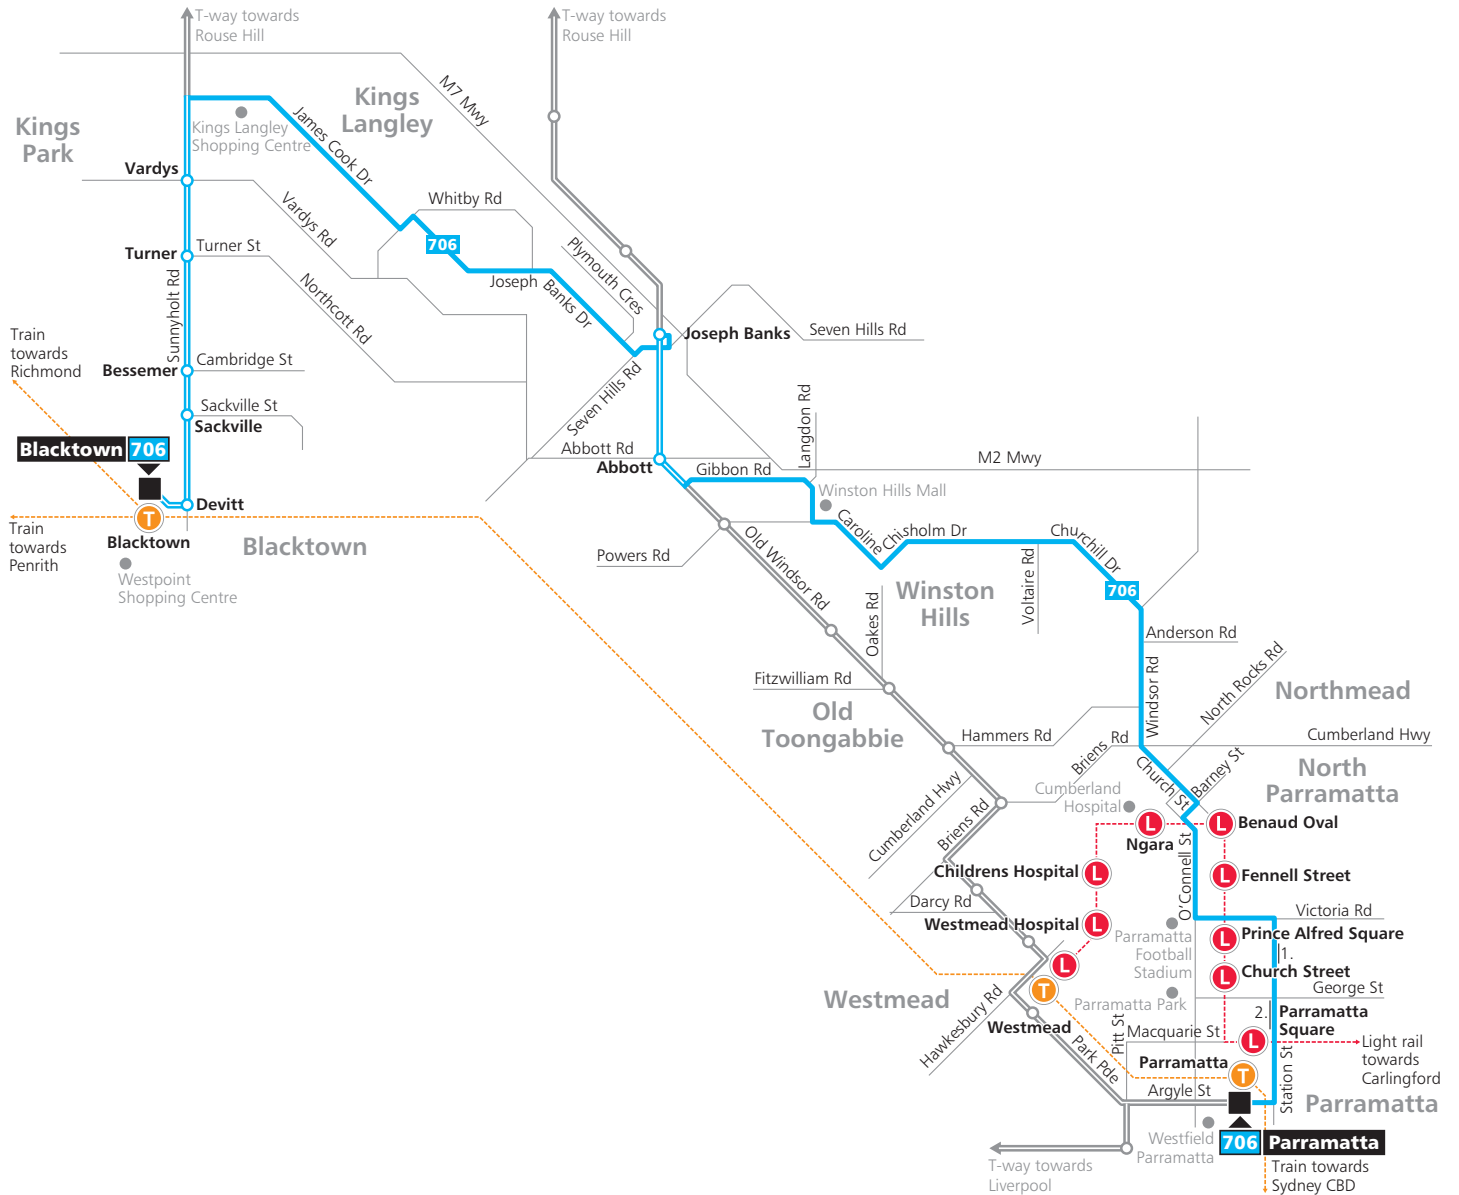 T-way towards
Rouse Hill
T-way towards
Rouse Hill
M7 Mwy
Kings
Langley
Kings
Park
Kings Langley
Shopping Centre
James Cook Dr
Vardys
Vardys Rd
Whitby Rd
706
Turner
Turner St
Plymouth Cres
Joseph
Banks Dr
Northcott Rd
Sunnyholt Rd
Train
towards
Richmond
Joseph Banks
Seven Hills Rd
Bessemer
Cambridge St
Seven Hills Rd
Langdon Rd
Sackville St
Sackville
Blacktown
706
Abbott Rd
Abbott
Gibbon Rd
M2 Mwy
Winston Hills Mall
Devitt
T
Train
towards
Penrith
Blacktown
Blacktown
Westpoint
Shopping Centre
Caroline
Chisholm Dr
Churchill Dr
Powers Rd
Old Windsor Rd
Voltaire Rd
706
Winston
Hills
Oakes Rd
Anderson Rd
Windsor Rd
North Rocks Rd
Fitzwilliam Rd
Northmead
Old
Toongabbie
Hammers Rd
Briens
Rd
Cumberland Hwy
Church St
Barney St
North
Parramatta
Cumberland Hwy
Cumberland
Hospital
Briens Rd
L
Ngara
L
Benaud Oval
O'Connell St
Childrens Hospital
L
L
Fennell Street
Darcy Rd
Victoria Rd
Westmead Hospital
L
Parramatta
Football
Stadium
L
Prince Alfred Square
1.
L
L
Church Street
George St
Westmead
T
Parramatta Park
Hawkesbury Rd
Westmead
2.
Parramatta
Square
Pitt St
Macquarie St
L
Light rail
towards
Carlingford
Park Pde
Parramatta
T
Station St
Argyle St
Parramatta
Westfield
Parramatta
706
Parramatta
T-way towards
Liverpool
Train towards
Sydney CBD